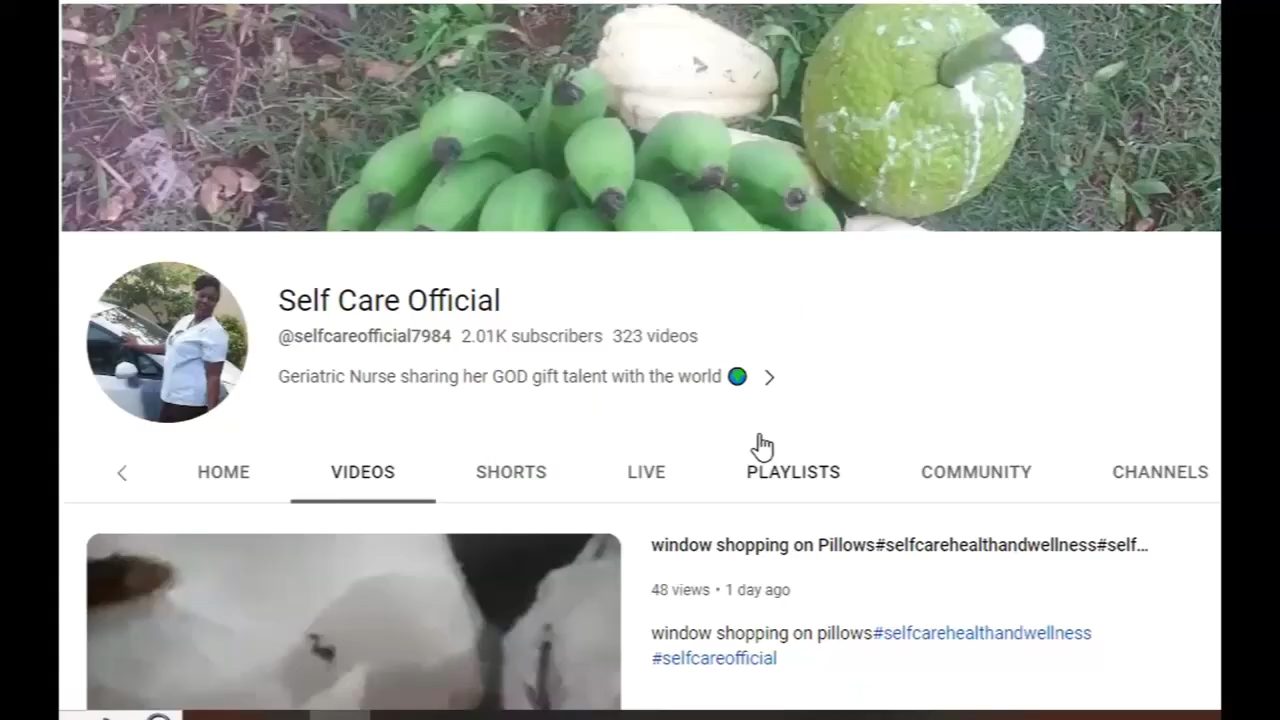 Self Care Official
@selfcareofficial7984 2.01K subscribers 323 videos
Geriatric Nurse sharing her GOD gift talent with the world
HOME VIDEOS SHORTS LIVE PLAYLISTS COMMUNITY CHANNELS
window shopping on Pillows#selfcarehealthandwellness#self...
48 views • 1 day ago
window shopping on pillows#selfcarehealthandwellness
#selfcareofficial